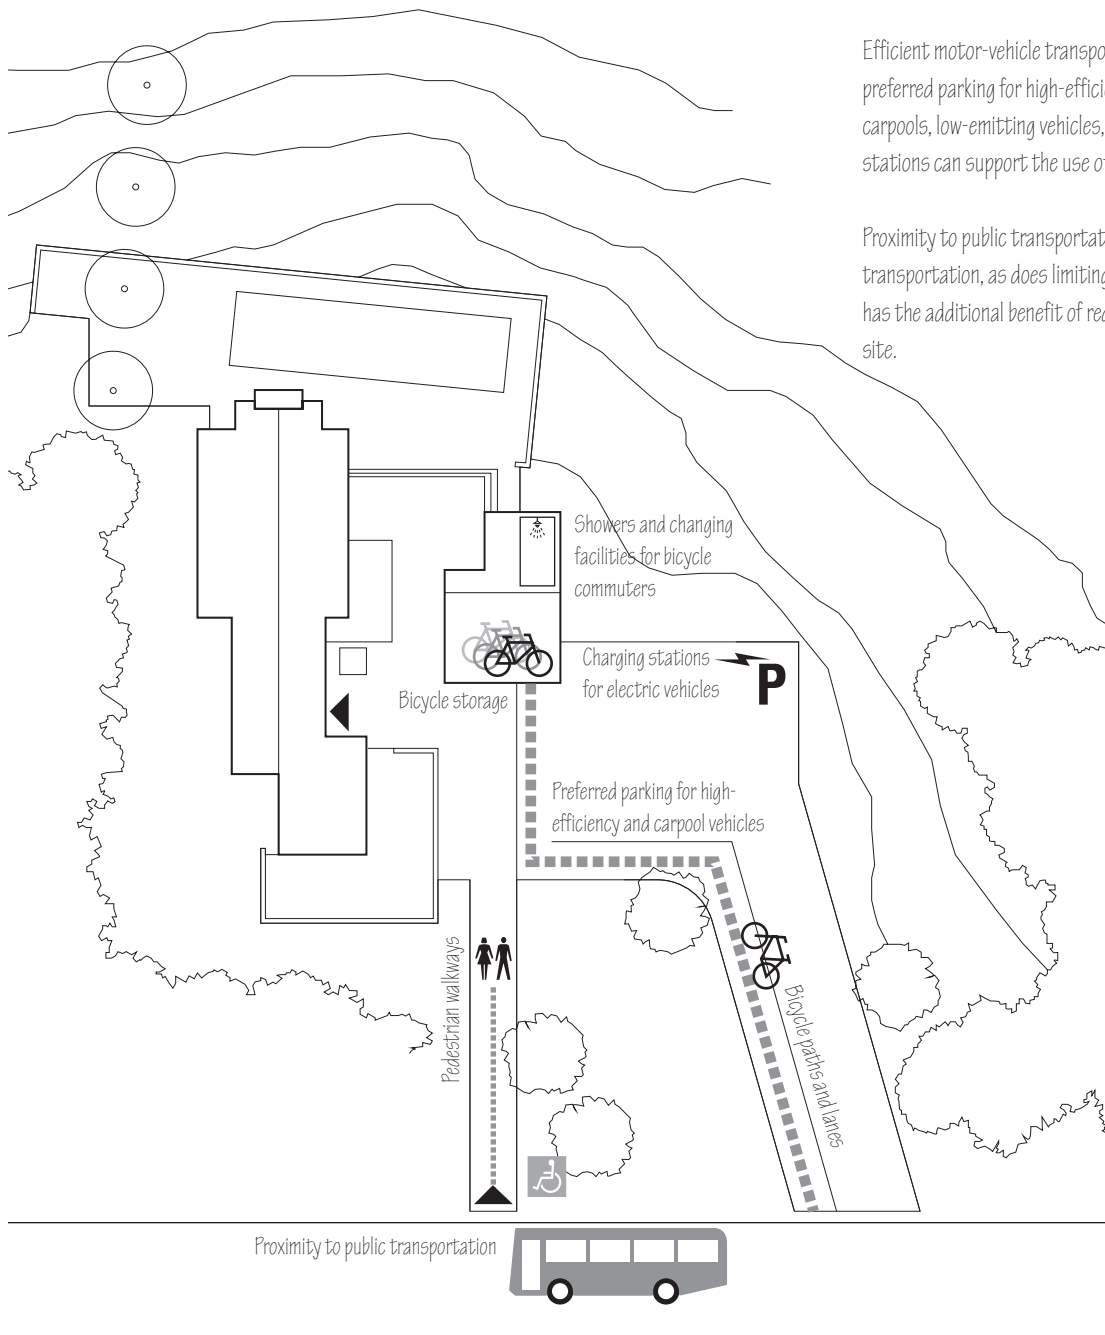 Efficient motor-vehicle
preferred parking for
carpools, low-emitting vehicles,
stations can support the use
Proximity to public
transportation, as does limiting
has the additional benefit of
site.
Showers and changing
facilities for bicycle
commuters
Charging stations
for electric vehicles
P
Bicycle storage
Preferred parking for high-
efficiency and carpool vehicles
Pedestrian walkways
Bicycle paths and lanes
Proximity to public transportation